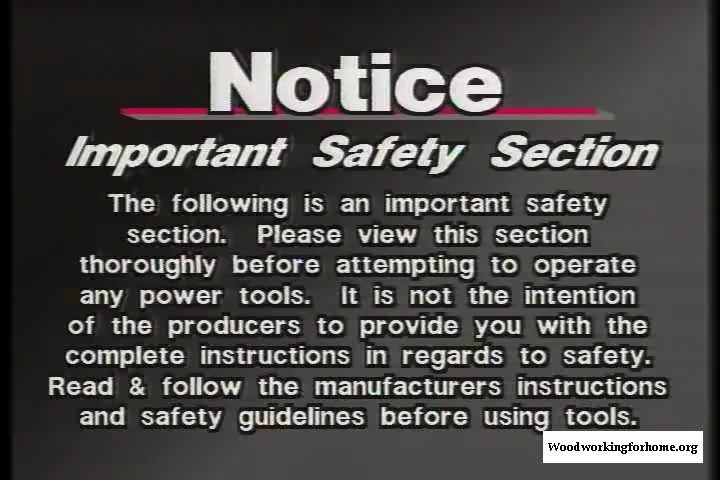 Notice
Important Safety Section
The following is an important safety
section. Please view this section
thoroughly before attempting to operate
any power tools. It is not the intention
of the producers to provide you with the
complete instructions in regards to safety.
Read & follow the manufacturers instructions
and safety guidelines before using tools.
Woodworkingforhome.org